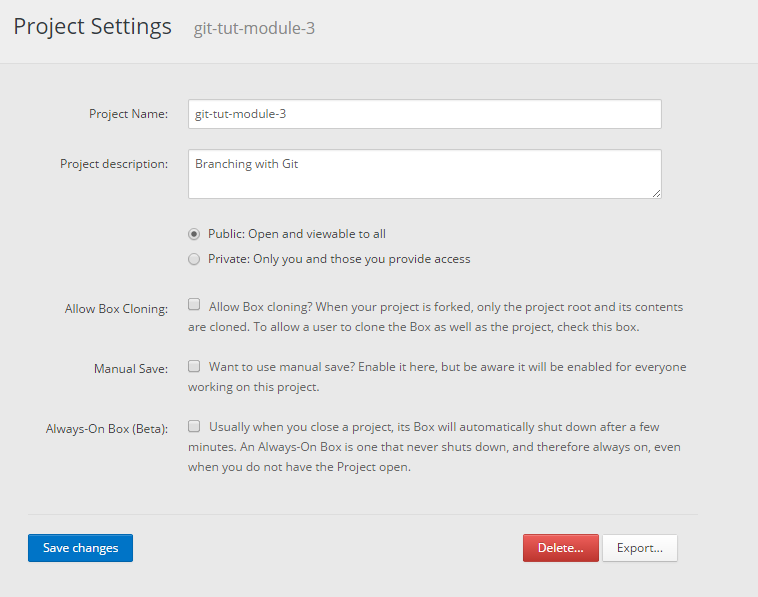 Project Settings git-tut-module-3
Project Name: git-tut-module-3
Project description: Branching with Git
Public: Open and viewable to all
Private: Only you and those you provide access
Allow Box Cloning: Allow Box cloning? When your project is forked, only the project root and its contents
are cloned. To allow a user to clone the Box as well as the project, check this box.
Manual Save: Want to use manual save? Enable it here, but be aware it will be enabled for everyone
working on this project.
Always-On Box (Beta): Usually when you close a project, its Box will automatically shut down after a few
minutes. An Always-On Box is one that never shuts down, and therefore always on, even
when you do not have the Project open.
Save changes Delete... Export...